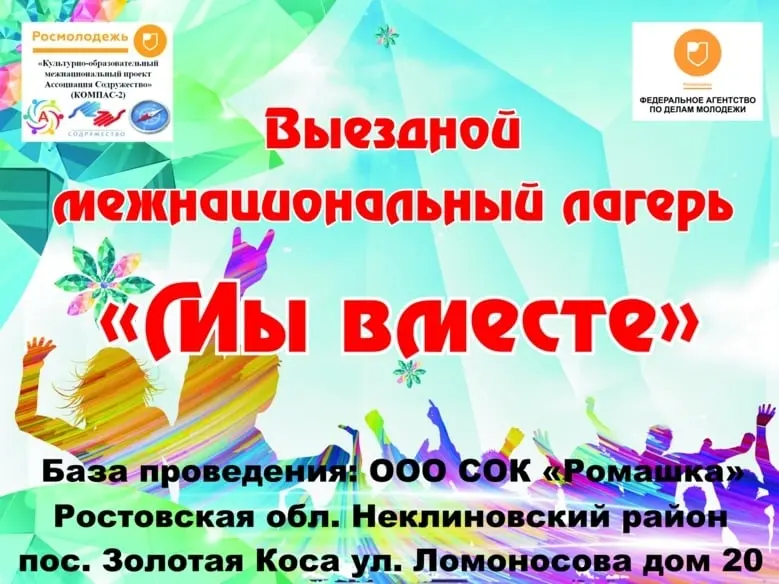 Росмолодежь
«Культурно-образовательный
межнациональный проект
Ассоциация Содружество»
(КОМПАС-2)
СОДРУЖЕСТВО
Росмолодежь
ФЕДЕРАЛЬНОЕ АГЕНТСТВО
ПО ДЕЛАМ МОЛОДЕЖИ
Выездной
межнациональный лагерь
«Мы вместе»
База проведения: ООО СОК «Ромашка»
Ростовская обл. Неклиновский район
пос. Золотая Коса ул. Ломоносова дом 20